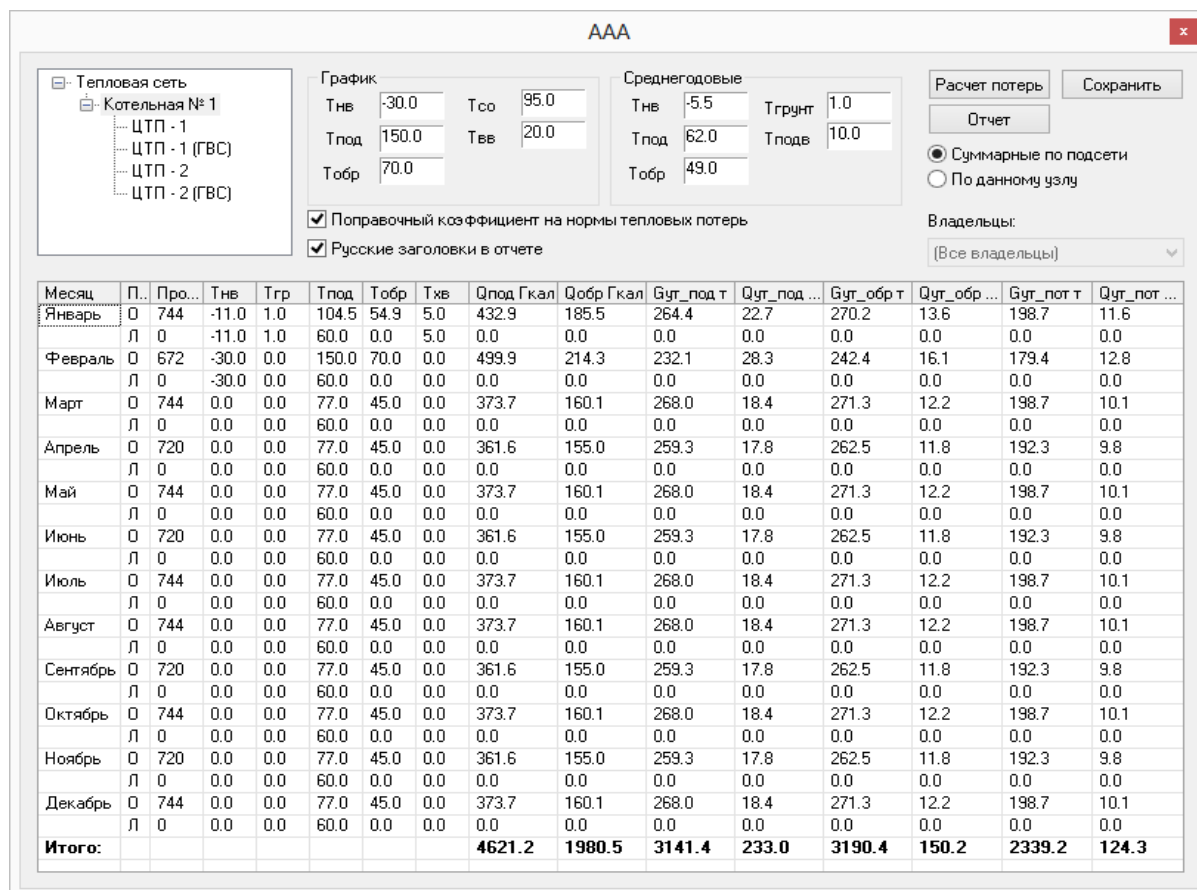 AAA
x
Тепловая сеть
Котельная № 1
ЦТП - 1
ЦТП - 1 (ГВС)
ЦТП - 2
ЦТП - 2 (ГВС)
График
Тнв -30.0 Тсо 95.0
Тпод 150.0 Твв 20.0
Тобр 70.0
Среднегодовые
Тнв -5.5 Тгрунт 1.0
Тпод 62.0 Тподв 10.0
Тобр 49.0
Поправочный коэффициент на нормы тепловых потерь
Русские заголовки в отчете
Расчет потерь Сохранить
Отчет
Суммарные по подсети
По данному узлу
Владельцы:
(Все владельцы)
Месяц П.. Про... Тнв Тгр Тпод Тобр Тхв Qпод Гкал Qобр Гкал Gут_под т Qут_под ... Gут_обр т Qут_обр ... Gут_пот т Qут_пот ...
Январь О 744 -11.0 1.0 104.5 54.9 5.0 432.9 185.5 264.4 22.7 270.2 13.6 198.7 11.6
Л 0 -11.0 1.0 60.0 0.0 5.0 0.0 0.0 0.0 0.0 0.0 0.0 0.0 0.0
Февраль О 672 -30.0 0.0 150.0 70.0 0.0 499.9 214.3 232.1 28.3 242.4 16.1 179.4 12.8
Л 0 -30.0 0.0 60.0 0.0 0.0 0.0 0.0 0.0 0.0 0.0 0.0 0.0 0.0
Март О 744 0.0 0.0 77.0 45.0 0.0 373.7 160.1 268.0 18.4 271.3 12.2 198.7 10.1
Л 0 0.0 0.0 60.0 0.0 0.0 0.0 0.0 0.0 0.0 0.0 0.0 0.0 0.0
Апрель О 720 0.0 0.0 77.0 45.0 0.0 361.6 155.0 259.3 17.8 262.5 11.8 192.3 9.8
Л 0 0.0 0.0 60.0 0.0 0.0 0.0 0.0 0.0 0.0 0.0 0.0 0.0 0.0
Май О 744 0.0 0.0 77.0 45.0 0.0 373.7 160.1 268.0 18.4 271.3 12.2 198.7 10.1
Л 0 0.0 0.0 60.0 0.0 0.0 0.0 0.0 0.0 0.0 0.0 0.0 0.0 0.0
Июнь О 720 0.0 0.0 77.0 45.0 0.0 361.6 155.0 259.3 17.8 262.5 11.8 192.3 9.8
Л 0 0.0 0.0 60.0 0.0 0.0 0.0 0.0 0.0 0.0 0.0 0.0 0.0 0.0
Июль О 744 0.0 0.0 77.0 45.0 0.0 373.7 160.1 268.0 18.4 271.3 12.2 198.7 10.1
Л 0 0.0 0.0 60.0 0.0 0.0 0.0 0.0 0.0 0.0 0.0 0.0 0.0 0.0
Август О 744 0.0 0.0 77.0 45.0 0.0 373.7 160.1 268.0 18.4 271.3 12.2 198.7 10.1
Л 0 0.0 0.0 60.0 0.0 0.0 0.0 0.0 0.0 0.0 0.0 0.0 0.0 0.0
Сентябрь О 720 0.0 0.0 77.0 45.0 0.0 361.6 155.0 259.3 17.8 262.5 11.8 192.3 9.8
Л 0 0.0 0.0 60.0 0.0 0.0 0.0 0.0 0.0 0.0 0.0 0.0 0.0 0.0
Октябрь О 744 0.0 0.0 77.0 45.0 0.0 373.7 160.1 268.0 18.4 271.3 12.2 198.7 10.1
Л 0 0.0 0.0 60.0 0.0 0.0 0.0 0.0 0.0 0.0 0.0 0.0 0.0 0.0
Ноябрь О 720 0.0 0.0 77.0 45.0 0.0 361.6 155.0 259.3 17.8 262.5 11.8 192.3 9.8
Л 0 0.0 0.0 60.0 0.0 0.0 0.0 0.0 0.0 0.0 0.0 0.0 0.0 0.0
Декабрь О 744 0.0 0.0 77.0 45.0 0.0 373.7 160.1 268.0 18.4 271.3 12.2 198.7 10.1
Л 0 0.0 0.0 60.0 0.0 0.0 0.0 0.0 0.0 0.0 0.0 0.0 0.0 0.0
Итого: 4621.2 1980.5 3141.4 233.0 3190.4 150.2 2339.2 124.3